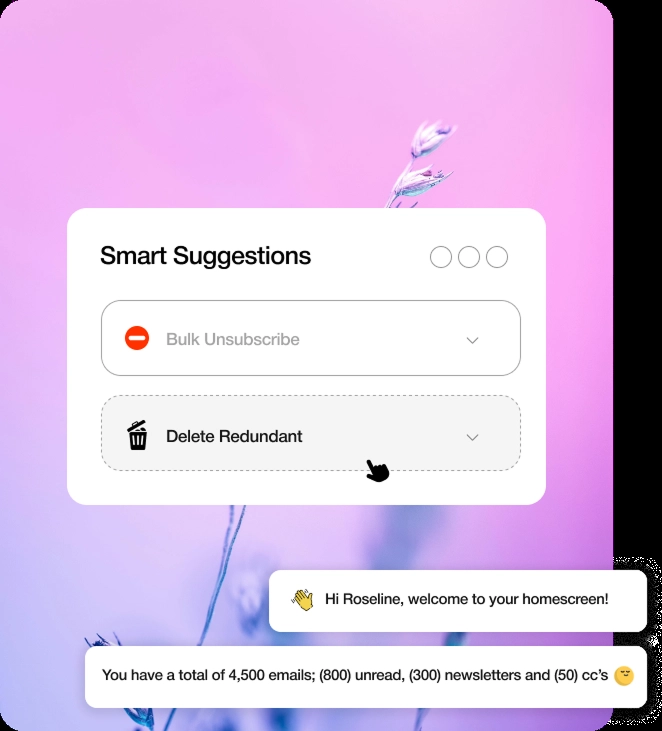 Smart Suggestions
Bulk Unsubscribe
Delete Redundant
Hi Roseline, welcome to your homescreen!
You have a total of 4,500 emails; (800) unread, (300) newsletters and (50) cc’s